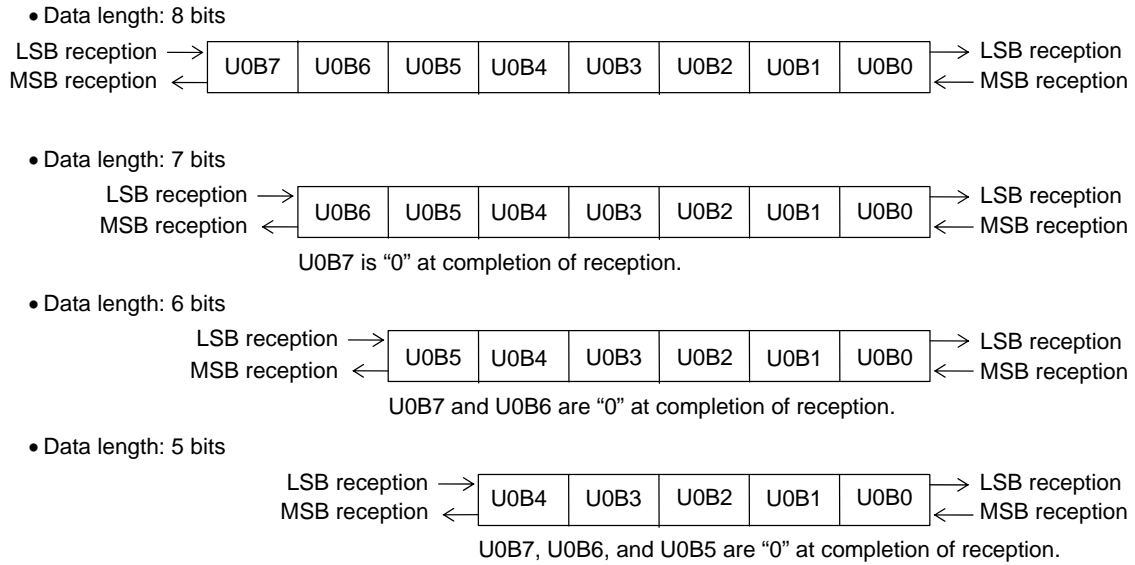 • Data length: 8 bits
LSB reception U0B7 U0B6 U0B5 U0B4 U0B3 U0B2 U0B1 U0B0 LSB reception
MSB reception MSB reception
• Data length: 7 bits
LSB reception U0B6 U0B5 U0B4 U0B3 U0B2 U0B1 U0B0 LSB reception
MSB reception MSB reception
U0B7 is “0” at completion of reception.
• Data length: 6 bits
LSB reception U0B5 U0B4 U0B3 U0B2 U0B1 U0B0 LSB reception
MSB reception MSB reception
U0B7 and U0B6 are “0” at completion of reception.
• Data length: 5 bits
LSB reception U0B4 U0B3 U0B2 U0B1 U0B0 LSB reception
MSB reception MSB reception
U0B7, U0B6, and U0B5 are “0” at completion of reception.